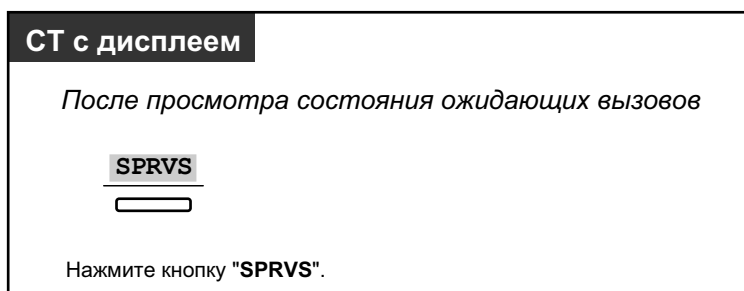 СТ с дисплеем
После просмотра состояния ожидающих вызовов
SPRVS
Нажмите кнопку "SPRVS".